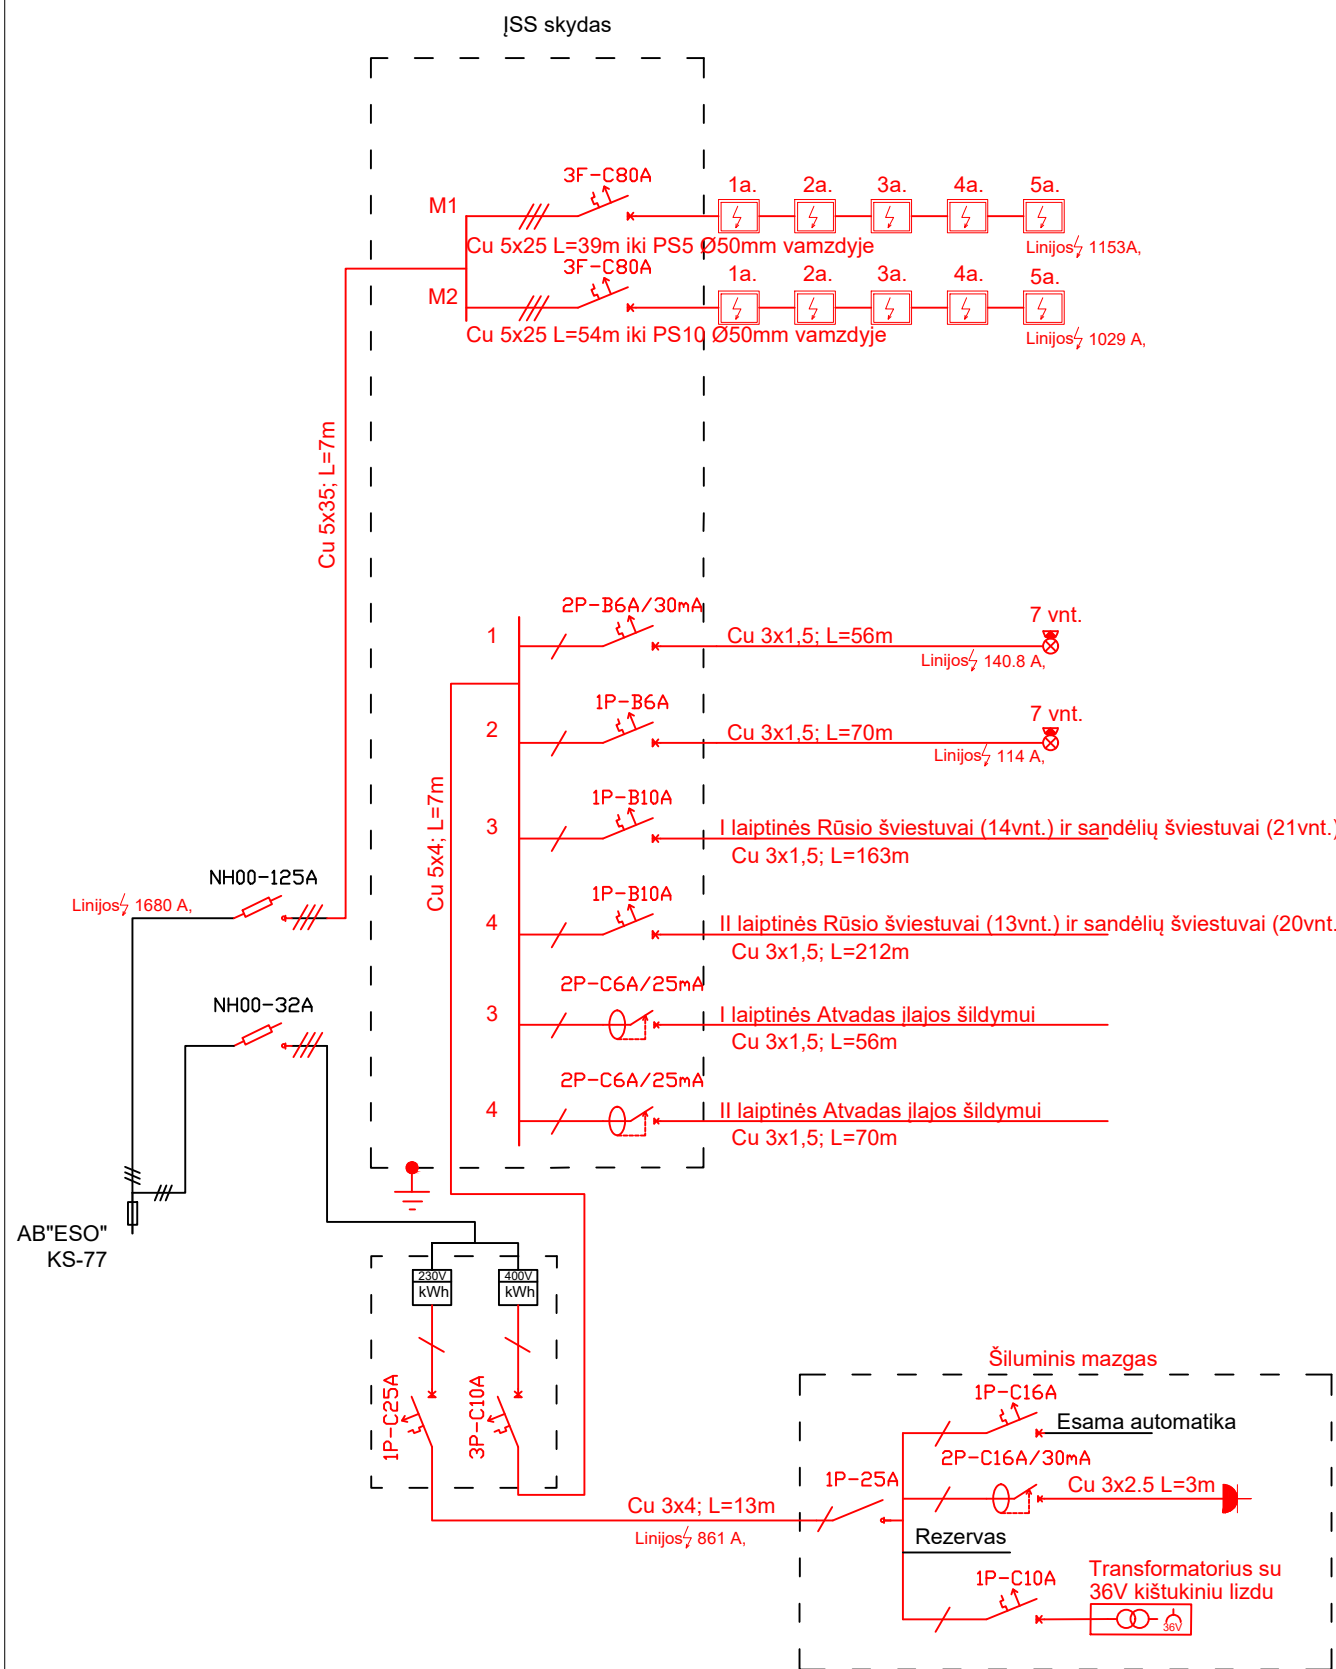 ĮSS skydas
3F-C80A
M1
1a. 2a. 3a. 4a. 5a.
Cu 5x25 L=39m iki PS5 Ø50mm vamzdyje
Linijos 1153A,
3F-C80A
M2
1a. 2a. 3a. 4a. 5a.
Cu 5x25 L=54m iki PS10 Ø50mm vamzdyje
Linijos 1029 A,
Cu 5x35; L=7m
2P-B6A/30mA
1
Cu 3x1,5; L=56m
7 vnt.
Linijos 140.8 A,
1P-B6A
2
Cu 3x1,5; L=70m
7 vnt.
Linijos 114 A,
Cu 5x4; L=7m
1P-B10A
3
I laiptinės Rūsio šviestuvai (14vnt.) ir sandėlių šviestuvai (21vnt.)
Cu 3x1,5; L=163m
NH00-125A
Linijos 1680 A,
1P-B10A
4
II laiptinės Rūsio šviestuvai (13vnt.) ir sandėlių šviestuvai (20vnt.
Cu 3x1,5; L=212m
NH00-32A
2P-C6A/25mA
3
I laiptinės Atvadas įlajos šildymui
Cu 3x1,5; L=56m
2P-C6A/25mA
4
II laiptinės Atvadas įlajos šildymui
Cu 3x1,5; L=70m
AB"ESO"
KS-77
230V
kWh
400V
kWh
1P-C25A
3P-C10A
Šiluminis mazgas
1P-C16A
Esama automatika
2P-C16A/30mA
Cu 3x2.5 L=3m
1P-25A
Cu 3x4; L=13m
Linijos 861 A,
Rezervas
1P-C10A
Transformatorius su
36V kištukiniu lizdu
36V